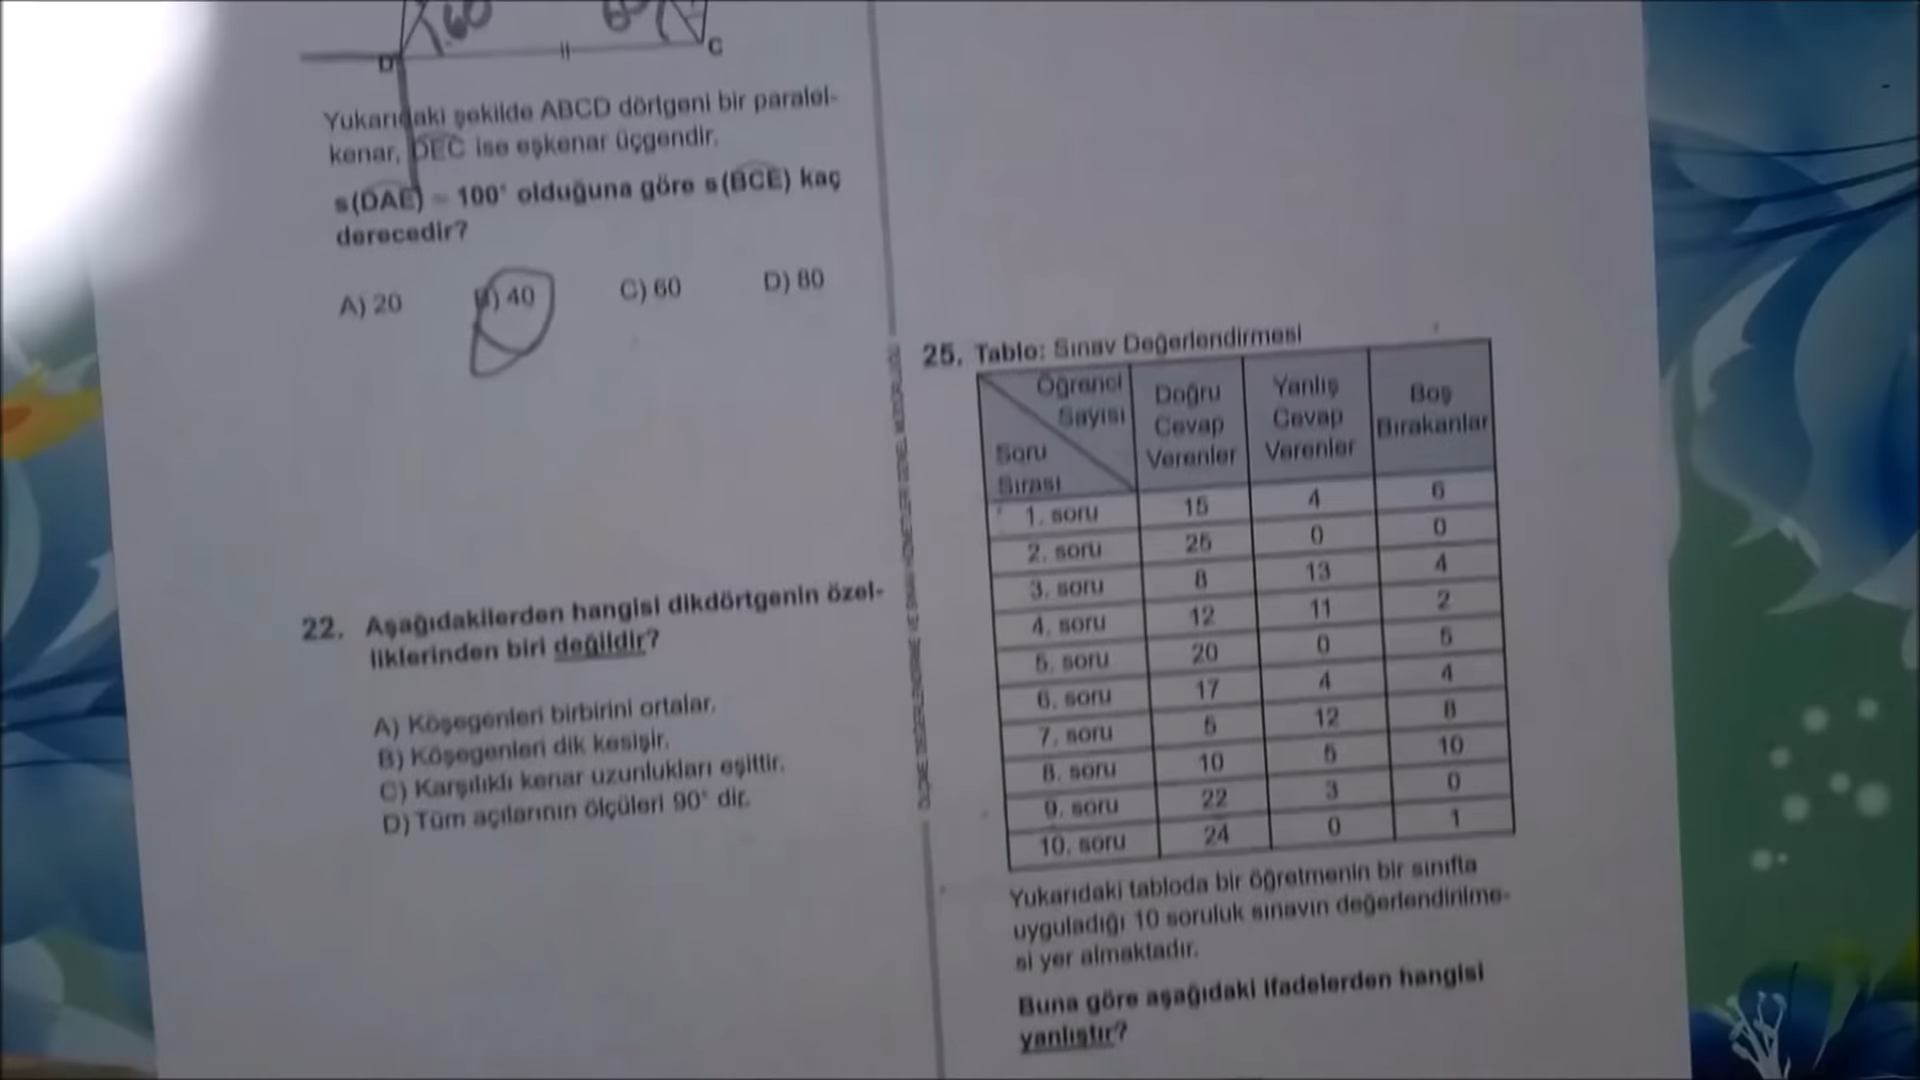 60
60
D
C
Yukarıdaki şekilde ABCD dörtgeni bir paralel-
kenar, DEC ise eşkenar üçgendir.
s(DAE) = 100° olduğuna göre s(BCE) kaç
derecedir?
A) 20 B) 40 C) 60 D) 80
22. Aşağıdakilerden hangisi dikdörtgenin özel-
liklerinden biri değildir?
A) Köşegenleri birbirini ortalar.
B) Köşegenleri dik kesişir.
C) Karşılıklı kenar uzunlukları eşittir.
D) Tüm açılarının ölçüleri 90° dir.
25. Tablo: Sınav Değerlendirmesi
Öğrenci Sayısı
Soru Sırası
Doğru Cevap Verenler
Yanlış Cevap Verenler
Boş Bırakanlar
1. soru 15 4 6
2. soru 25 0 0
3. soru 8 13 4
4. soru 12 11 2
5. soru 20 0 5
6. soru 17 4 4
7. soru 5 12 8
8. soru 10 5 10
9. soru 22 3 0
10. soru 24 0 1
Yukarıdaki tabloda bir öğretmenin bir sınıfta
uyguladığı 10 soruluk sınavın değerlendirilme-
si yer almaktadır.
Buna göre aşağıdaki ifadelerden hangisi
yanlıştır?